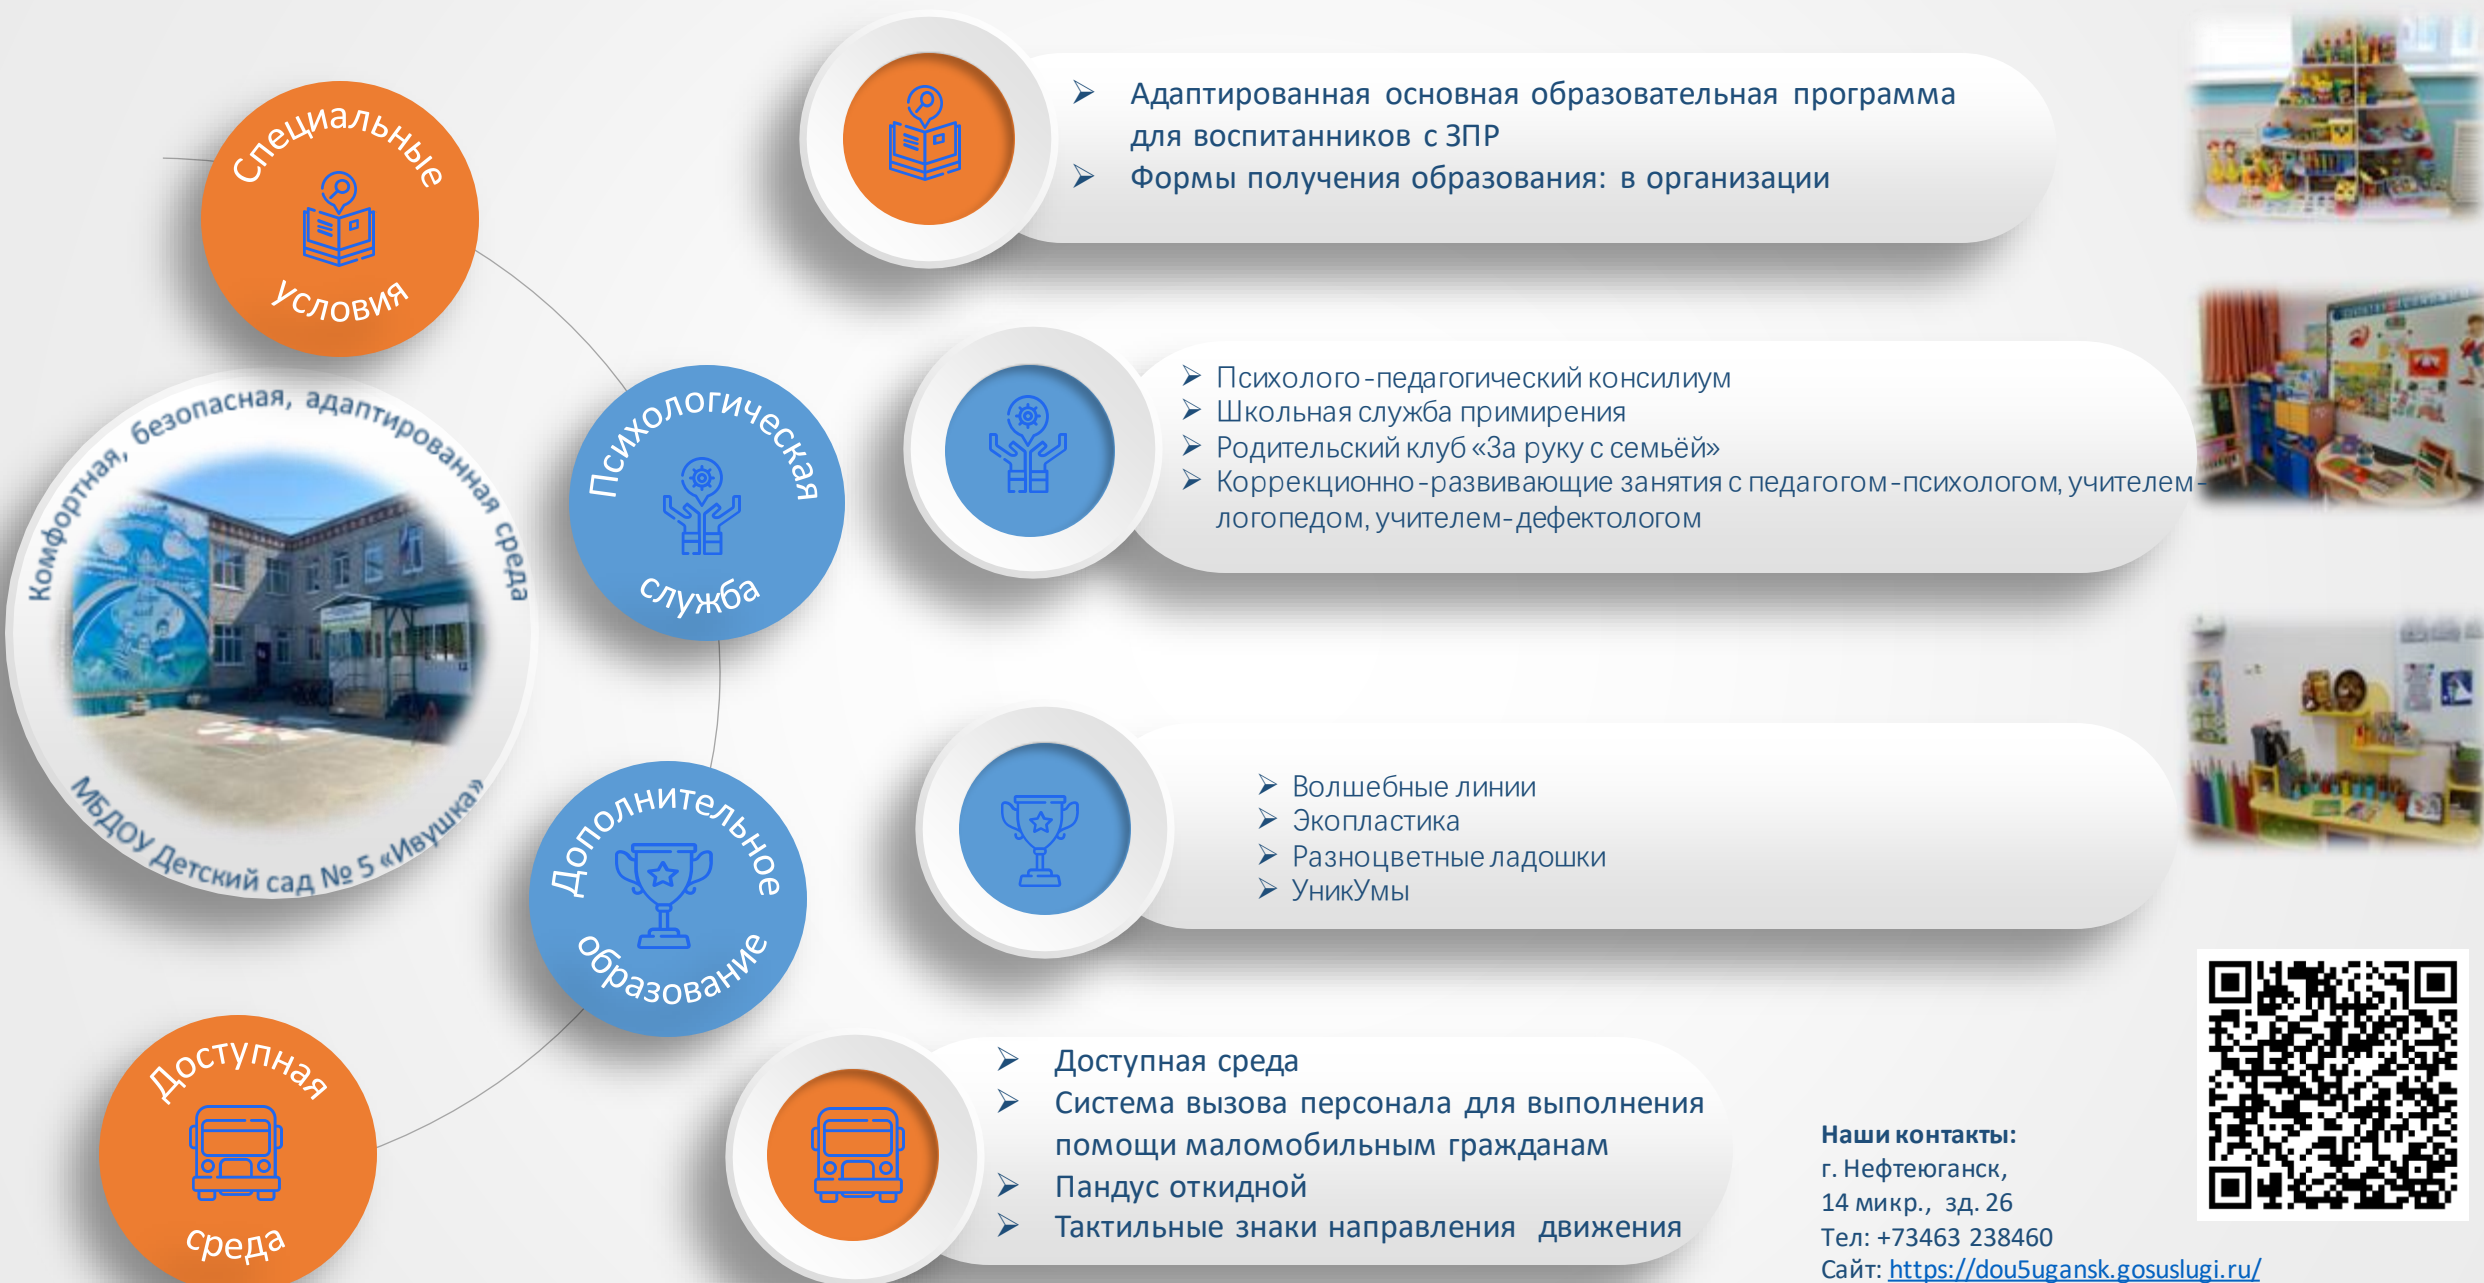 Специальные
условия
Комфортная, безопасная, адаптированная среда
МБДОУ Детский сад № 5 «Ивушка»
Психологическая
служба
Дополнительное
образование
Доступная
среда
➢ Адаптированная основная образовательная программа
для воспитанников с ЗПР
➢ Формы получения образования: в организации
➢ Психолого-педагогический консилиум
➢ Школьная служба примирения
➢ Родительский клуб «За руку с семьёй»
➢ Коррекционно-развивающие занятия с педагогом-психологом, учителем-
логопедом, учителем-дефектологом
➢ Волшебные линии
➢ Экопластика
➢ Разноцветные ладошки
➢ УникУмы
➢ Доступная среда
➢ Система вызова персонала для выполнения
помощи маломобильным гражданам
➢ Пандус откидной
➢ Тактильные знаки направления движения
Наши контакты:
г. Нефтеюганск,
14 микр., зд. 26
Тел: +73463 238460
Сайт: https://dou5ugansk.gosuslugi.ru/